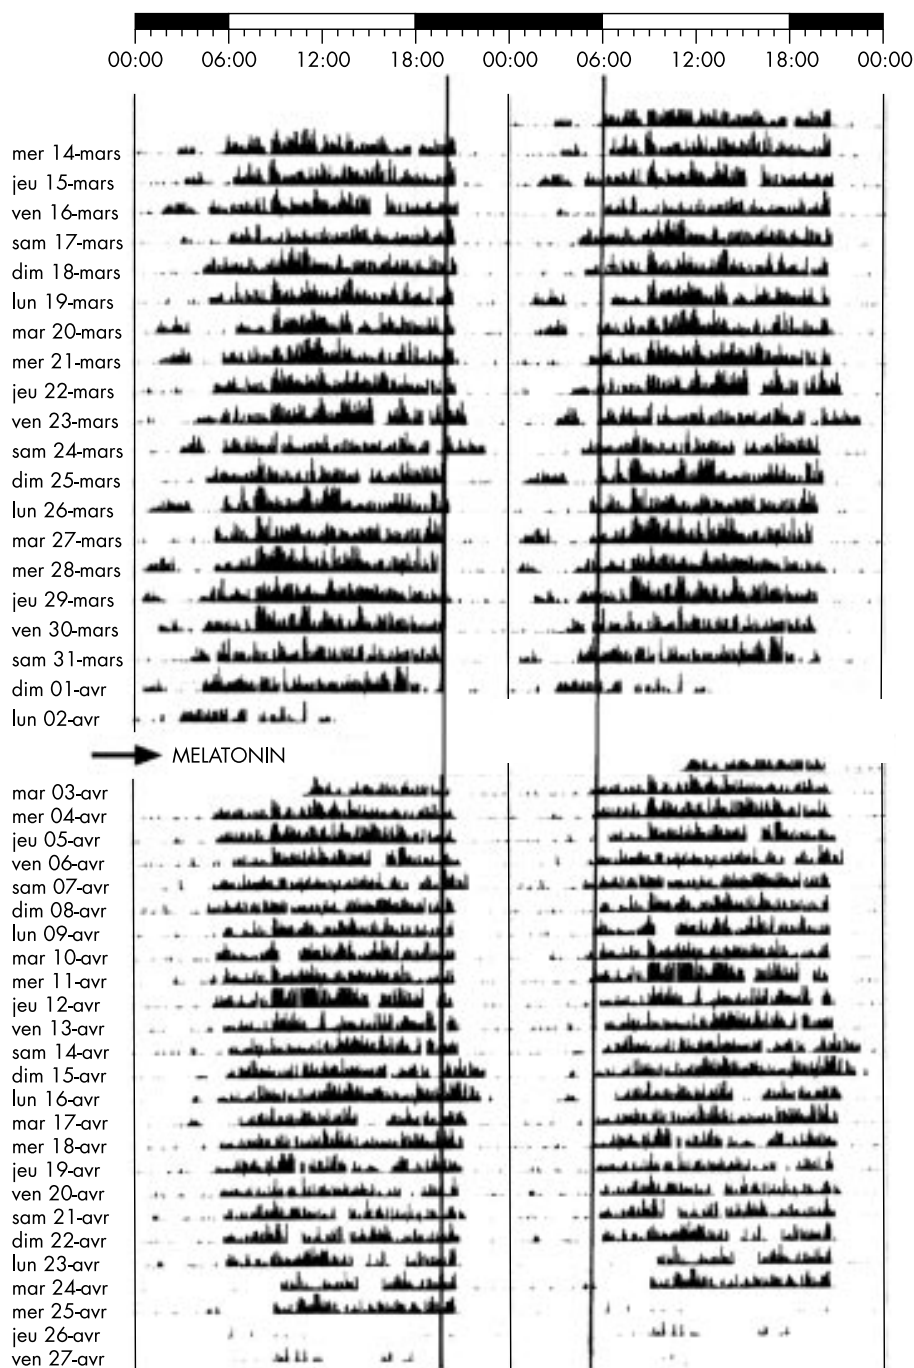 00:00 06:00 12:00 18:00 00:00 06:00 12:00 18:00 00:00
mer 14-mars
jeu 15-mars
ven 16-mars
sam 17-mars
dim 18-mars
lun 19-mars
mar 20-mars
mer 21-mars
jeu 22-mars
ven 23-mars
sam 24-mars
dim 25-mars
lun 26-mars
mar 27-mars
mer 28-mars
jeu 29-mars
ven 30-mars
sam 31-mars
dim 01-avr
lun 02-avr
MELATONIN
mar 03-avr
mer 04-avr
jeu 05-avr
ven 06-avr
sam 07-avr
dim 08-avr
lun 09-avr
mar 10-avr
mer 11-avr
jeu 12-avr
ven 13-avr
sam 14-avr
dim 15-avr
lun 16-avr
mar 17-avr
mer 18-avr
jeu 19-avr
ven 20-avr
sam 21-avr
dim 22-avr
lun 23-avr
mar 24-avr
mer 25-avr
jeu 26-avr
ven 27-avr